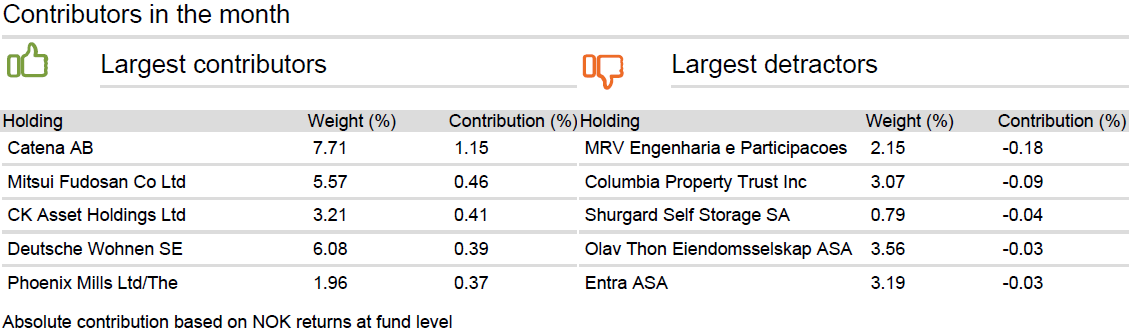 Contributors in the month
Largest contributors Largest detractors
Holding Weight (%) Contribution (%) Holding Weight (%) Contribution (%)
Catena AB 7.71 1.15 MRV Engenharia e Participacoes 2.15 -0.18
Mitsui Fudosan Co Ltd 5.57 0.46 Columbia Property Trust Inc 3.07 -0.09
CK Asset Holdings Ltd 3.21 0.41 Shurgard Self Storage SA 0.79 -0.04
Deutsche Wohnen SE 6.08 0.39 Olav Thon Eiendomsselskap ASA 3.56 -0.03
Phoenix Mills Ltd/The 1.96 0.37 Entra ASA 3.19 -0.03
Absolute contribution based on NOK returns at fund level